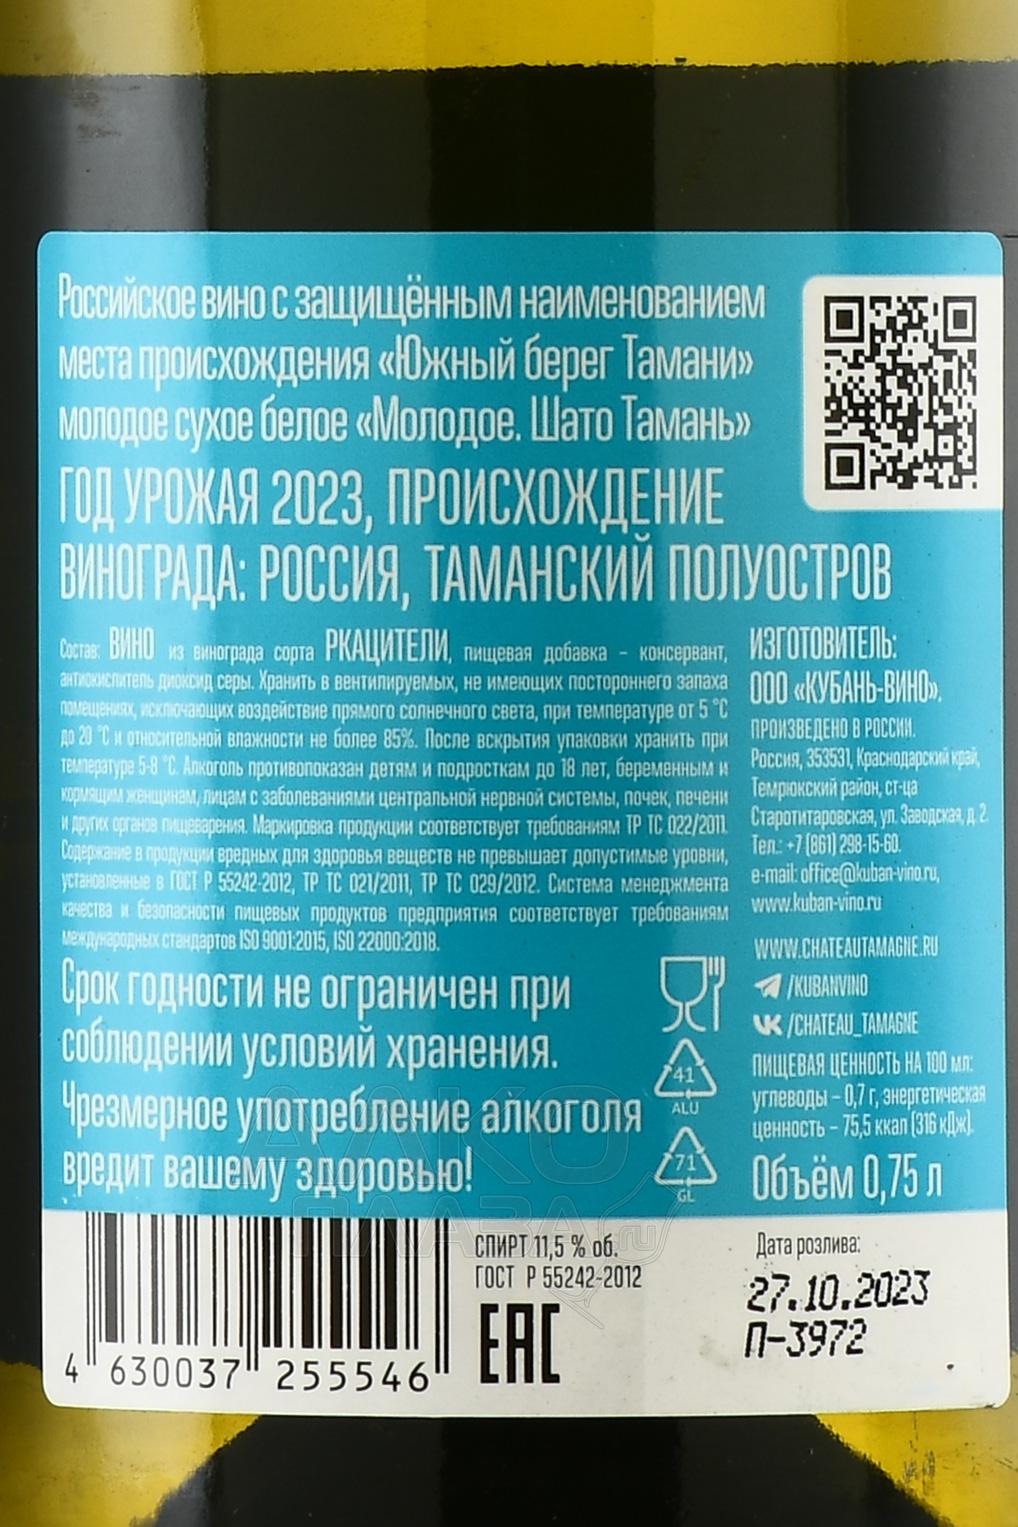 Российское вино с защищённым наименованием
места происхождения «Южный берег Тамани»
молодое сухое белое «Молодое. Шато Тамань»
ГОД УРОЖАЯ 2023, ПРОИСХОЖДЕНИЕ
ВИНОГРАДА: РОССИЯ, ТАМАНСКИЙ ПОЛУОСТРОВ
Состав: ВИНО из винограда сорта РКАЦИТЕЛИ, пищевая добавка – консервант,
антиокислитель диоксид серы. Хранить в вентилируемых, не имеющих постороннего запаха
помещениях, исключающих воздействие прямого солнечного света, при температуре от 5 °С
до 20 °С и относительной влажности не более 85%. После вскрытия упаковки хранить при
температуре 5-8 °С. Алкоголь противопоказан детям и подросткам до 18 лет, беременным и
кормящим женщинам, лицам с заболеваниями центральной нервной системы, почек, печени
и других органов пищеварения. Маркировка продукции соответствует требованиям ТР ТС 022/2011.
Содержание в продукции вредных для здоровья веществ не превышает допустимые уровни,
установленные в ГОСТ Р 55242-2012, ТР ТС 021/2011, ТР ТС 029/2012. Система менеджмента
качества и безопасности пищевых продуктов предприятия соответствует требованиям
международных стандартов ISO 9001:2015, ISO 22000:2018.
Срок годности не ограничен при
соблюдении условий хранения.
Чрезмерное употребление алкоголя
вредит вашему здоровью!
41
ALU
71
GL
ИЗГОТОВИТЕЛЬ:
ООО «КУБАНЬ-ВИНО».
ПРОИЗВЕДЕНО В РОССИИ.
Россия, 353531, Краснодарский край,
Темрюкский район, ст-ца
Старотитаровская, ул. Заводская, д. 2.
Тел.: +7 (861) 298-15-60.
e-mail: office@kuban-vino.ru,
www.kuban-vino.ru
WWW.CHATEAUTAMAGNE.RU
/KUBANVINO
/CHATEAU_TAMAGNE
ПИЩЕВАЯ ЦЕННОСТЬ НА 100 мл:
углеводы – 0,7 г, энергетическая
ценность – 75,5 ккал (316 кДж).
Объём 0,75 л
4 630037 255546
СПИРТ 11,5 % об.
ГОСТ Р 55242-2012
ЕАС
Дата розлива:
27.10.2023
П-3972
АЛКО
ПЛАЗА.ru